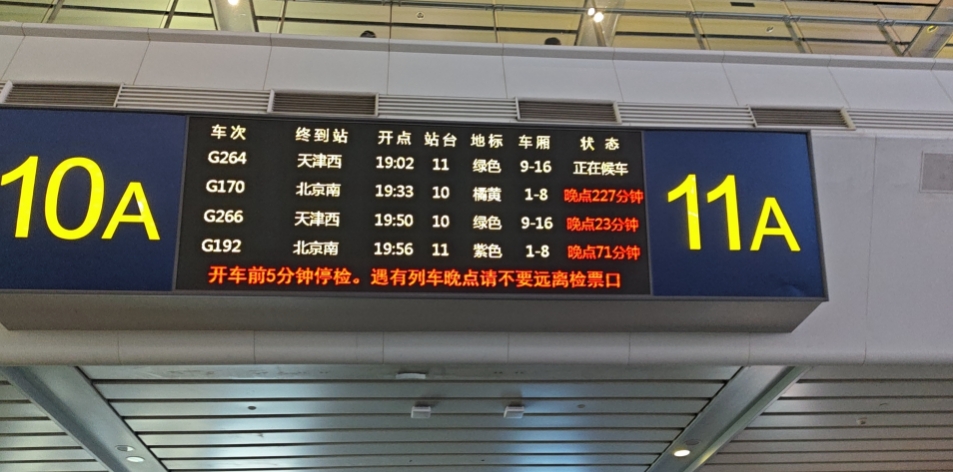 10A
车次 终到站 开点 站台 地标 车厢 状态
G264 天津西 19:02 11 绿色 9-16 正在候车
G170 北京南 19:33 10 橘黄 1-8 晚点227分钟
G266 天津西 19:50 10 绿色 9-16 晚点23分钟
G192 北京南 19:56 11 紫色 1-8 晚点71分钟
开车前5分钟停检。遇有列车晚点请不要远离检票口
11A